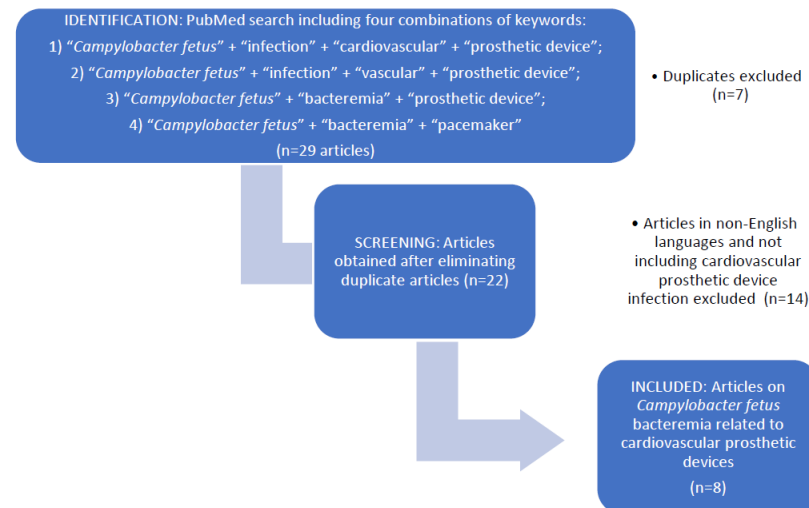 IDENTIFICATION: PubMed search including four combinations of keywords:
1) “Campylobacter fetus” + “infection” + “cardiovascular” + “prosthetic device”;
2) “Campylobacter fetus” + “infection” + “vascular” + “prosthetic device”;
3) “Campylobacter fetus” + “bacteremia” + “prosthetic device”;
4) “Campylobacter fetus” + “bacteremia” + “pacemaker”
(n=29 articles)
• Duplicates excluded
(n=7)
SCREENING: Articles
obtained after eliminating
duplicate articles (n=22)
• Articles in non-English
languages and not
including cardiovascular
prosthetic device
infection excluded (n=14)
INCLUDED: Articles on
Campylobacter fetus
bacteremia related to
cardiovascular prosthetic
devices
(n=8)